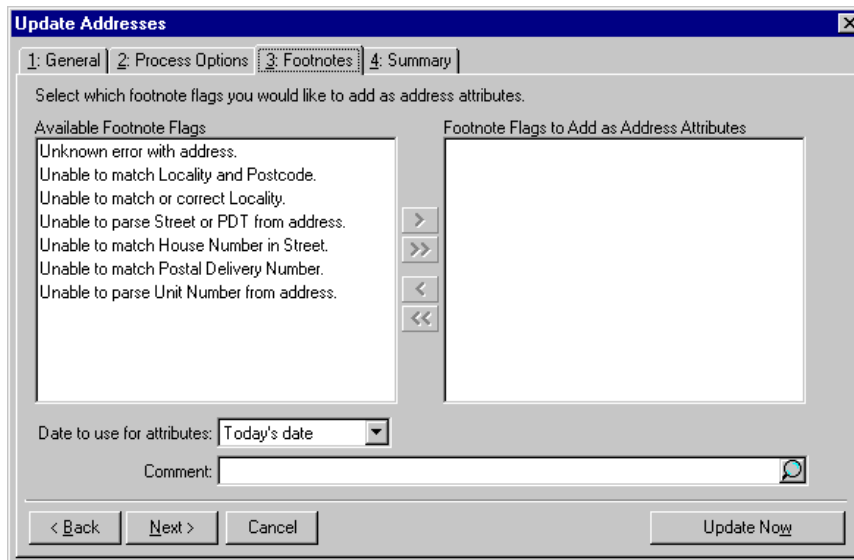 Update Addresses
1: General 2: Process Options 3: Footnotes 4: Summary
Select which footnote flags you would like to add as address attributes.
Available Footnote Flags
Unknown error with address.
Unable to match Locality and Postcode.
Unable to match or correct Locality.
Unable to parse Street or PDT from address.
Unable to match House Number in Street.
Unable to match Postal Delivery Number.
Unable to parse Unit Number from address.
>
>>
<
<<
Footnote Flags to Add as Address Attributes
Date to use for attributes: Today's date
Comment:
< Back Next > Cancel Update Now